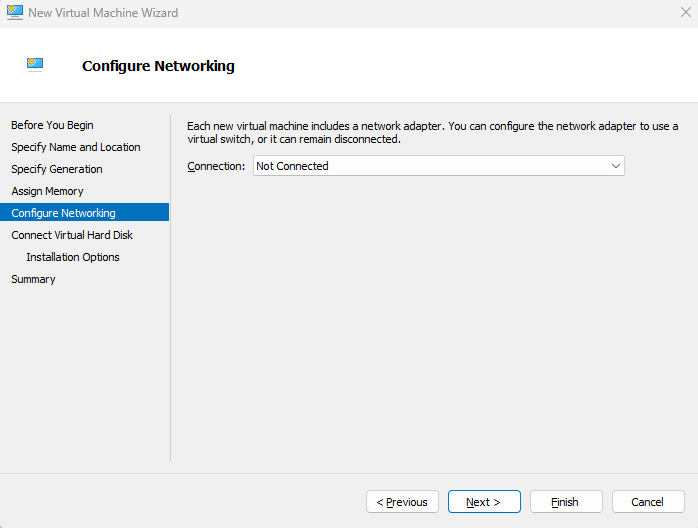 New Virtual Machine Wizard
Configure Networking
Before You Begin
Specify Name and Location
Specify Generation
Assign Memory
Configure Networking
Connect Virtual Hard Disk
Installation Options
Summary
Each new virtual machine includes a network adapter. You can configure the network adapter to use a
virtual switch, or it can remain disconnected.
Connection: Not Connected
< Previous Next > Finish Cancel